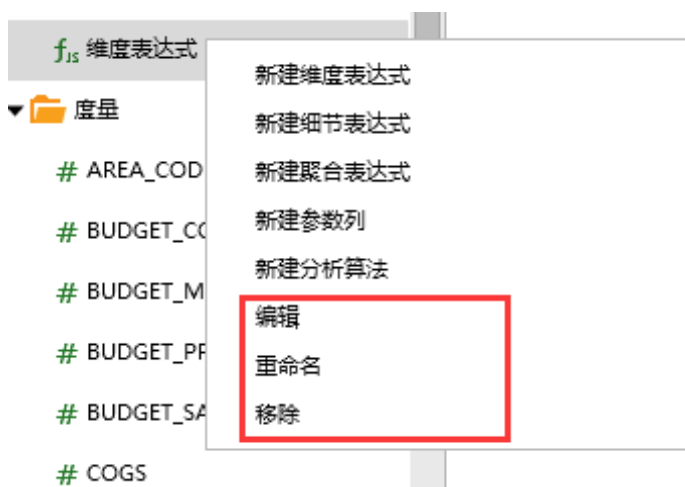 fJS 维度表达式
度量
# AREA_COD
# BUDGET_CO
# BUDGET_M
# BUDGET_PR
# BUDGET_SA
# COGS
新建维度表达式
新建细节表达式
新建聚合表达式
新建参数列
新建分析算法
编辑
重命名
移除